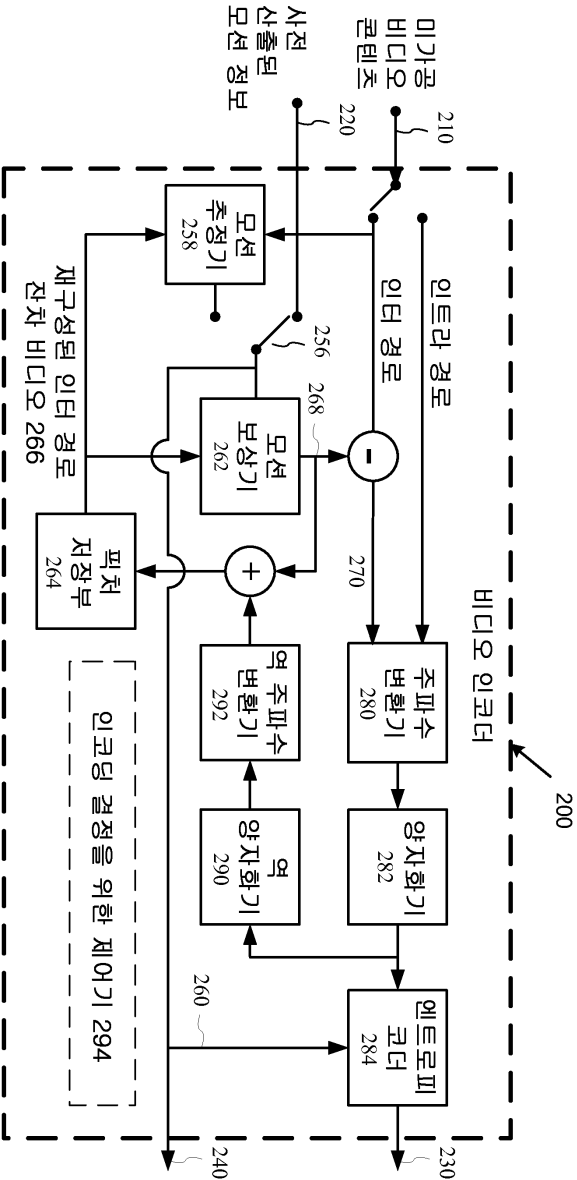 200
비디오 인코더
미가공
비디오
콘텐츠
210
사전
산출된
모션 정보
220
인트라 경로
인터 경로
모션
추정기
258
256
268
모션
보상기
262
-
270
주파수
변환기
280
양자화기
282
엔트로피
코더
284
230
+
역 주파수
변환기
292
역
양자화기
290
260
240
재구성된 인터 경로
잔차 비디오 266
픽처
저장부
264
인코딩 결정을 위한 제어기 294